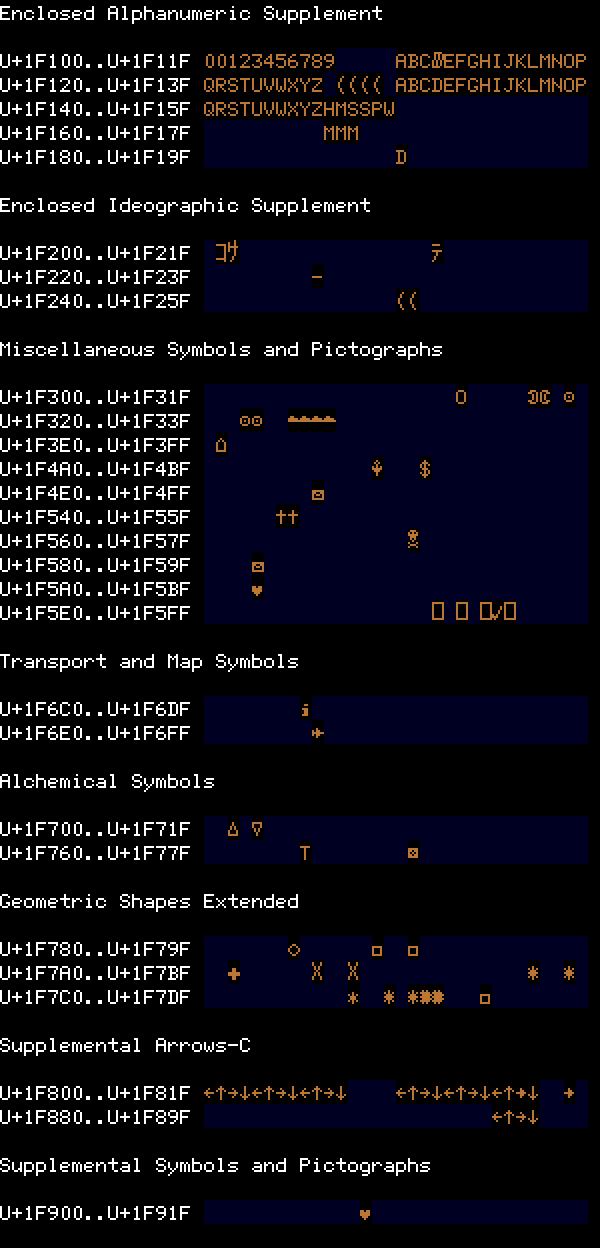 Enclosed Alphanumeric Supplement
U+1F100..U+1F11F 00123456789 ABCDEFGHIJKLMNOP
U+1F120..U+1F13F QRSTUVWXYZ (((( ABCDEFGHIJKLMNOP
U+1F140..U+1F15F QRSTUVWXYZHMSSPW
U+1F160..U+1F17F MMM
U+1F180..U+1F19F D
Enclosed Ideographic Supplement
U+1F200..U+1F21F コサ テ
U+1F220..U+1F23F –
U+1F240..U+1F25F ((
Miscellaneous Symbols and Pictographs
U+1F300..U+1F31F O ☽☾ ⊙
U+1F320..U+1F33F ⊙⊙
U+1F3E0..U+1F3FF ⌂
U+1F4A0..U+1F4BF $
U+1F4E0..U+1F4FF
U+1F540..U+1F55F ††
U+1F560..U+1F57F ☠
U+1F580..U+1F59F
U+1F5A0..U+1F5BF ♥
U+1F5E0..U+1F5FF □ □ □✓□
Transport and Map Symbols
U+1F6C0..U+1F6DF i
U+1F6E0..U+1F6FF ✈
Alchemical Symbols
U+1F700..U+1F71F △ ▽
U+1F760..U+1F77F T ⊠
Geometric Shapes Extended
U+1F780..U+1F79F ◇ □ □
U+1F7A0..U+1F7BF ✚ X X * *
U+1F7C0..U+1F7DF * * **** □
Supplemental Arrows-C
U+1F800..U+1F81F ←↑→↓←↑→↓←↑→↓ ←↑→↓←↑→↓←↑→↓ →
U+1F880..U+1F89F ←↑→↓
Supplemental Symbols and Pictographs
U+1F900..U+1F91F ♥